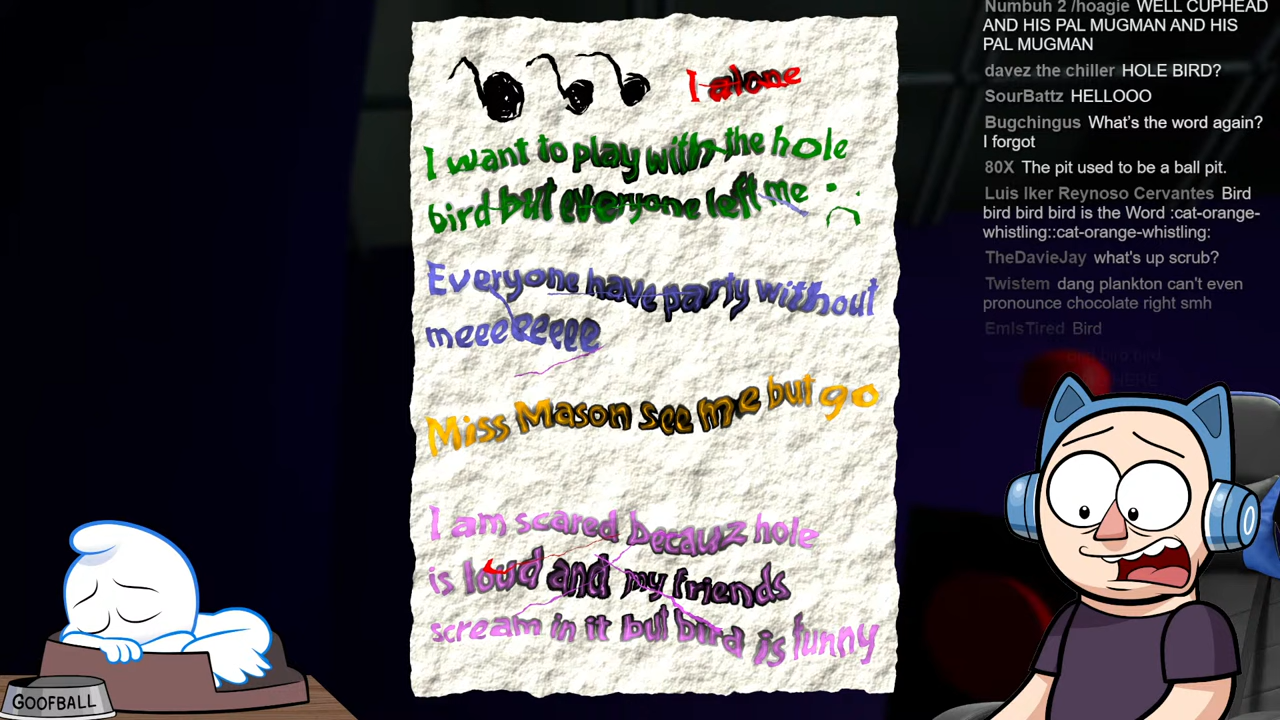 Numbuh 2 /hoagie WELL CUPHEAD
AND HIS PAL MUGMAN AND HIS
PAL MUGMAN
davez the chiller HOLE BIRD?
SourBattz HELLOOO
Bugchingus What's the word again?
I forgot
80X The pit used to be a ball pit.
Luis Iker Reynoso Cervantes Bird
bird bird bird is the Word :cat-orange-
whistling::cat-orange-whistling:
TheDavieJay what's up scrub?
Twistem dang plankton can't even
pronounce chocolate right smh
EmIsTired Bird
I alone
I want to play with the hole
bird but everyone left me
Everyone have party without
meeeeeeeee
Miss Mason see me but go
I am scared becauz hole
is loud and my friends
scream in it but bird is funny
GOOFBALL